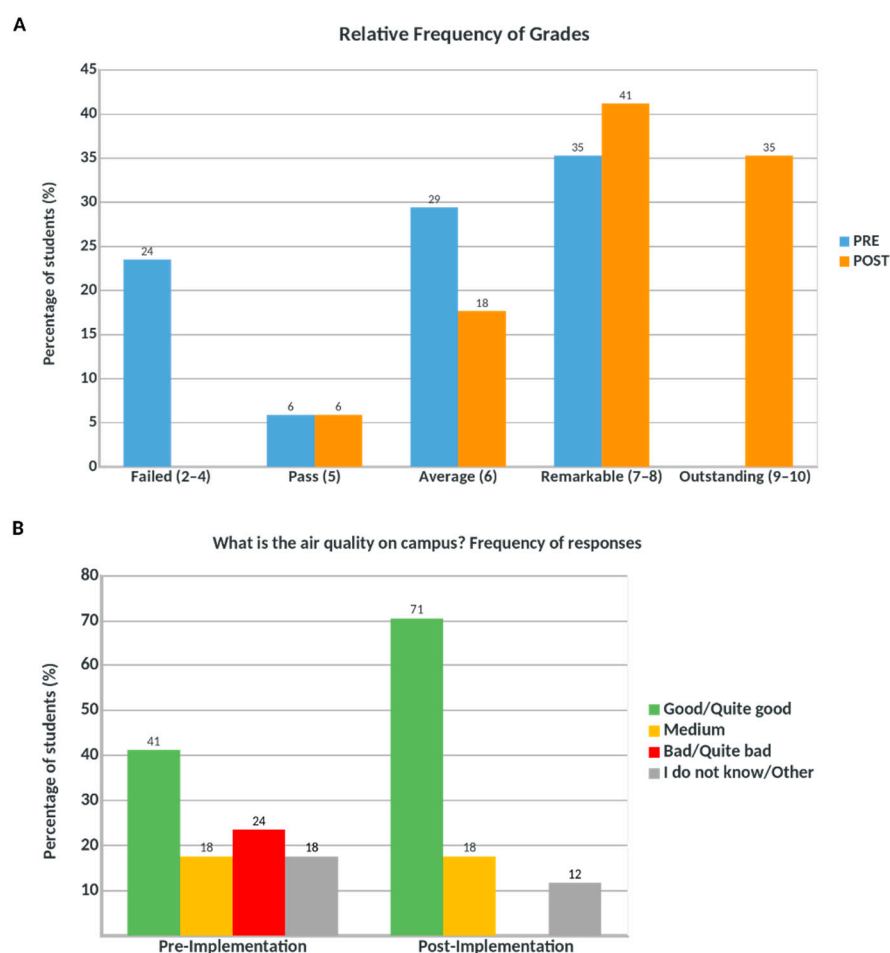 A
Relative Frequency of Grades
Percentage of students (%)
45
40
35
30
25
20
15
10
5
0
24
6
6
29
18
35
41
35
Failed (2–4)
Pass (5)
Average (6)
Remarkable (7–8)
Outstanding (9–10)
PRE
POST
B
What is the air quality on campus? Frequency of responses
Percentage of students (%)
80
70
60
50
40
30
20
10
41
18
24
18
71
18
12
Pre-Implementation
Post-Implementation
Good/Quite good
Medium
Bad/Quite bad
I do not know/Other